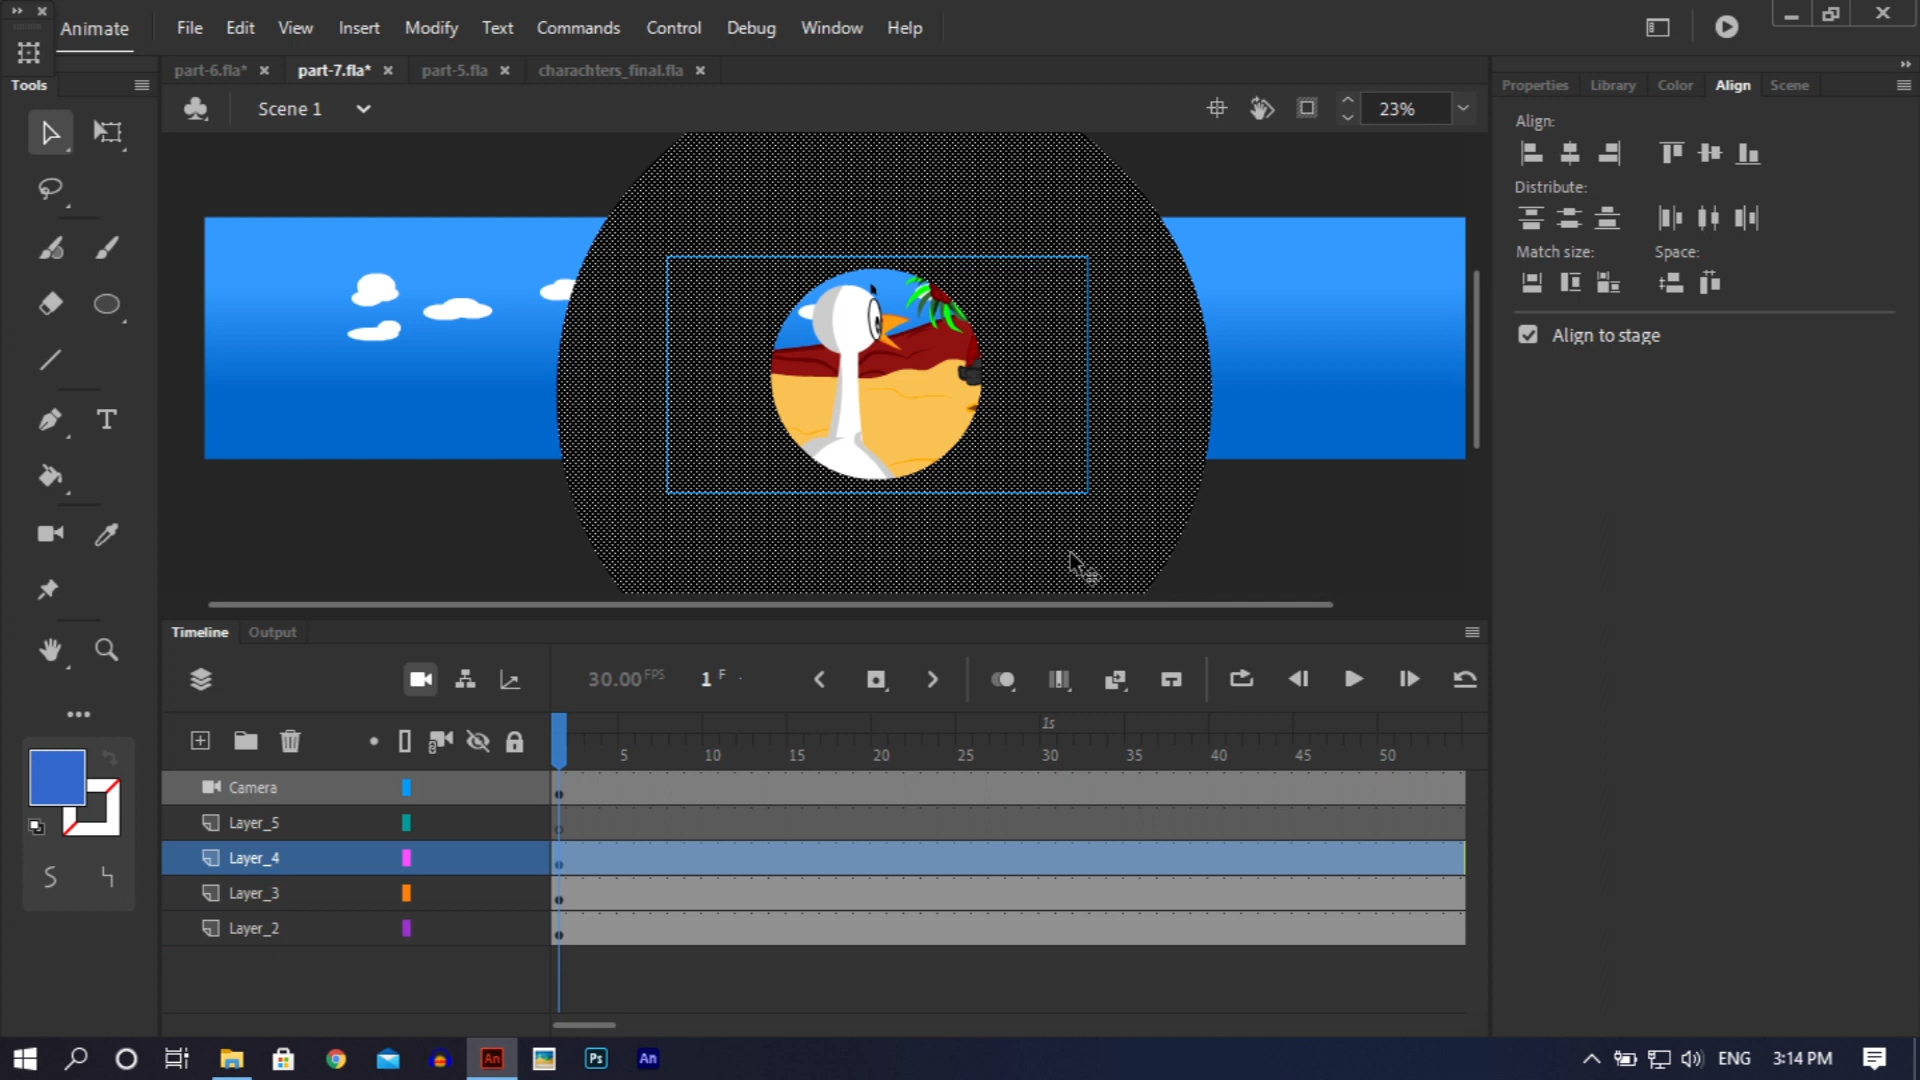 Animate File Edit View Insert Modify Text Commands Control Debug Window Help
part-6.fla* part-7.fla* part-5.fla charachters_final.fla
Tools
Properties Library Color Align Scene
Scene 1 23%
Align:
Distribute:
Match size: Space:
Align to stage
Timeline Output
30.00 FPS 1 F
1s
5 10 15 20 25 30 35 40 45 50
Camera
Layer_5
Layer_4
Layer_3
Layer_2
An Ps An ENG 3:14 PM